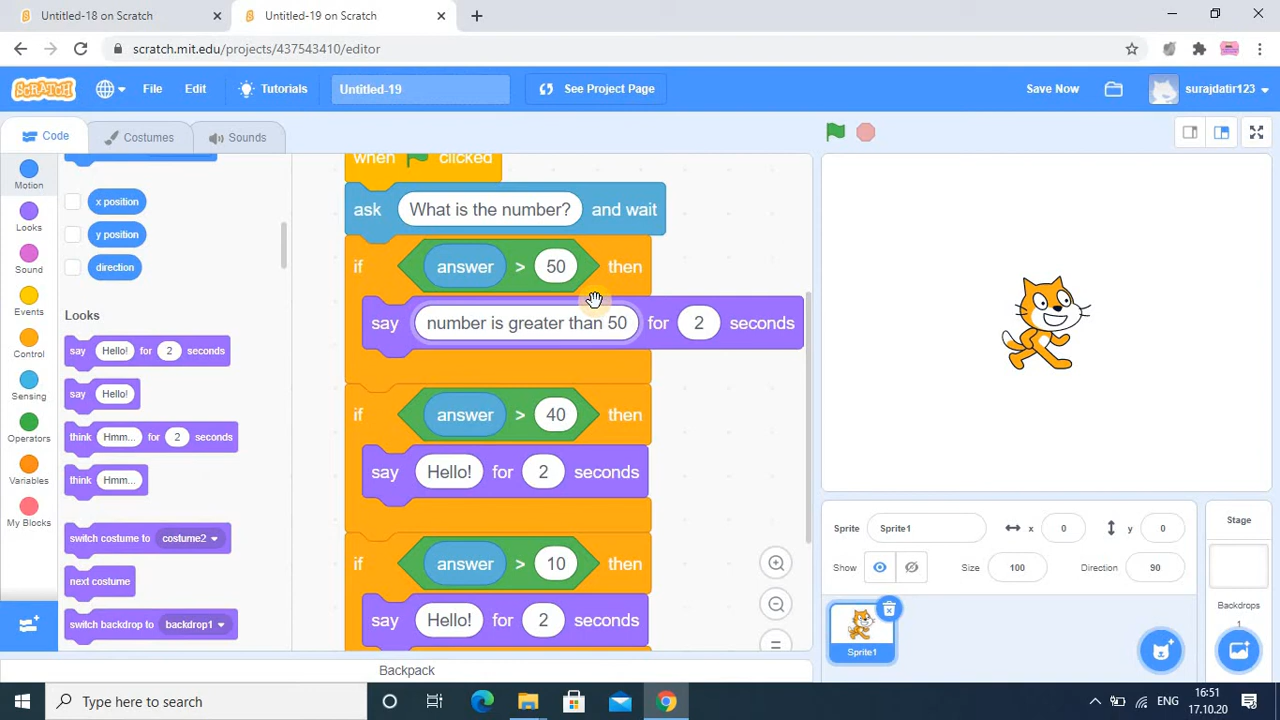 Untitled-18 on Scratch
Untitled-19 on Scratch
scratch.mit.edu/projects/437543410/editor
SCRATCH
File
Edit
Tutorials
Untitled-19
See Project Page
Save Now
surajdatir123
Code
Costumes
Sounds
Motion
Looks
Sound
Events
Control
Sensing
Operators
Variables
My Blocks
x position
y position
direction
Looks
say Hello! for 2 seconds
say Hello!
think Hmm... for 2 seconds
think Hmm...
switch costume to costume2
next costume
switch backdrop to backdrop1
when clicked
ask What is the number? and wait
if answer > 50 then
say number is greater than 50 for 2 seconds
if answer > 40 then
say Hello! for 2 seconds
if answer > 10 then
say Hello! for 2 seconds
Backpack
Sprite Sprite1 x 0 y 0
Show Size 100 Direction 90
Sprite1
Stage
Backdrops
1
Type here to search
ENG
16:51
17.10.20